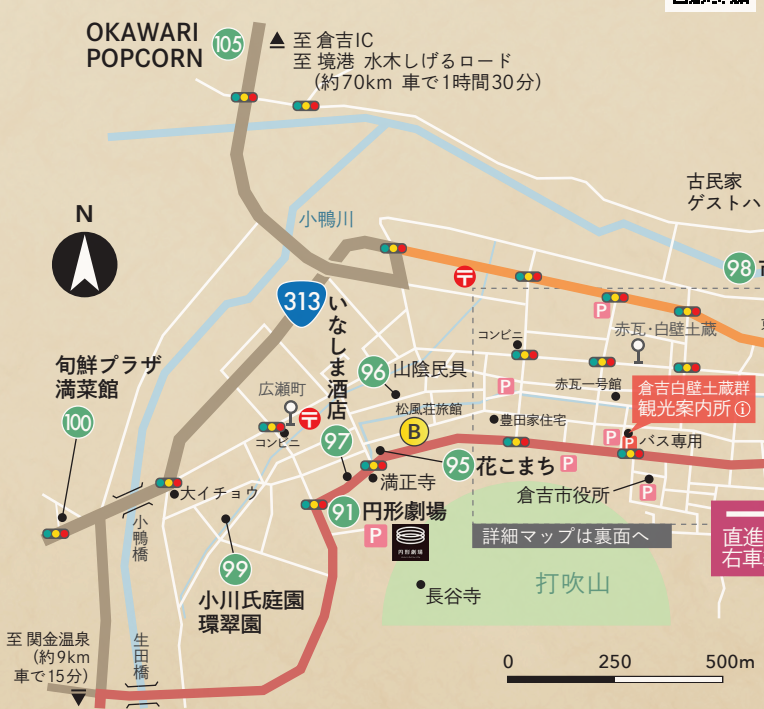 OKAWARI
POPCORN
105
至 倉吉IC
至 境港 水木しげるロード
(約70km 車で1時間30分)
古民家
ゲストハ
98
N
小鴨川
313
〒
P
赤瓦・白壁土蔵
コンビニ
いなしま酒店
旬鮮プラザ
満菜館
100
96
山陰民具
P
赤瓦一号館
倉吉白壁土蔵群
観光案内所ⓘ
広瀬町
〒
コンビニ
松風荘旅館
B
豊田家住宅
P
P
バス専用
97
95
花こまち
P
満正寺
大イチョウ
倉吉市役所
P
91
円形劇場
P
円形劇場
小鴨橋
詳細マップは裏面へ
直進
右車
99
小川氏庭園
環翠園
長谷寺
打吹山
至 関金温泉
(約9km
車で15分)
生田橋
0
250
500m